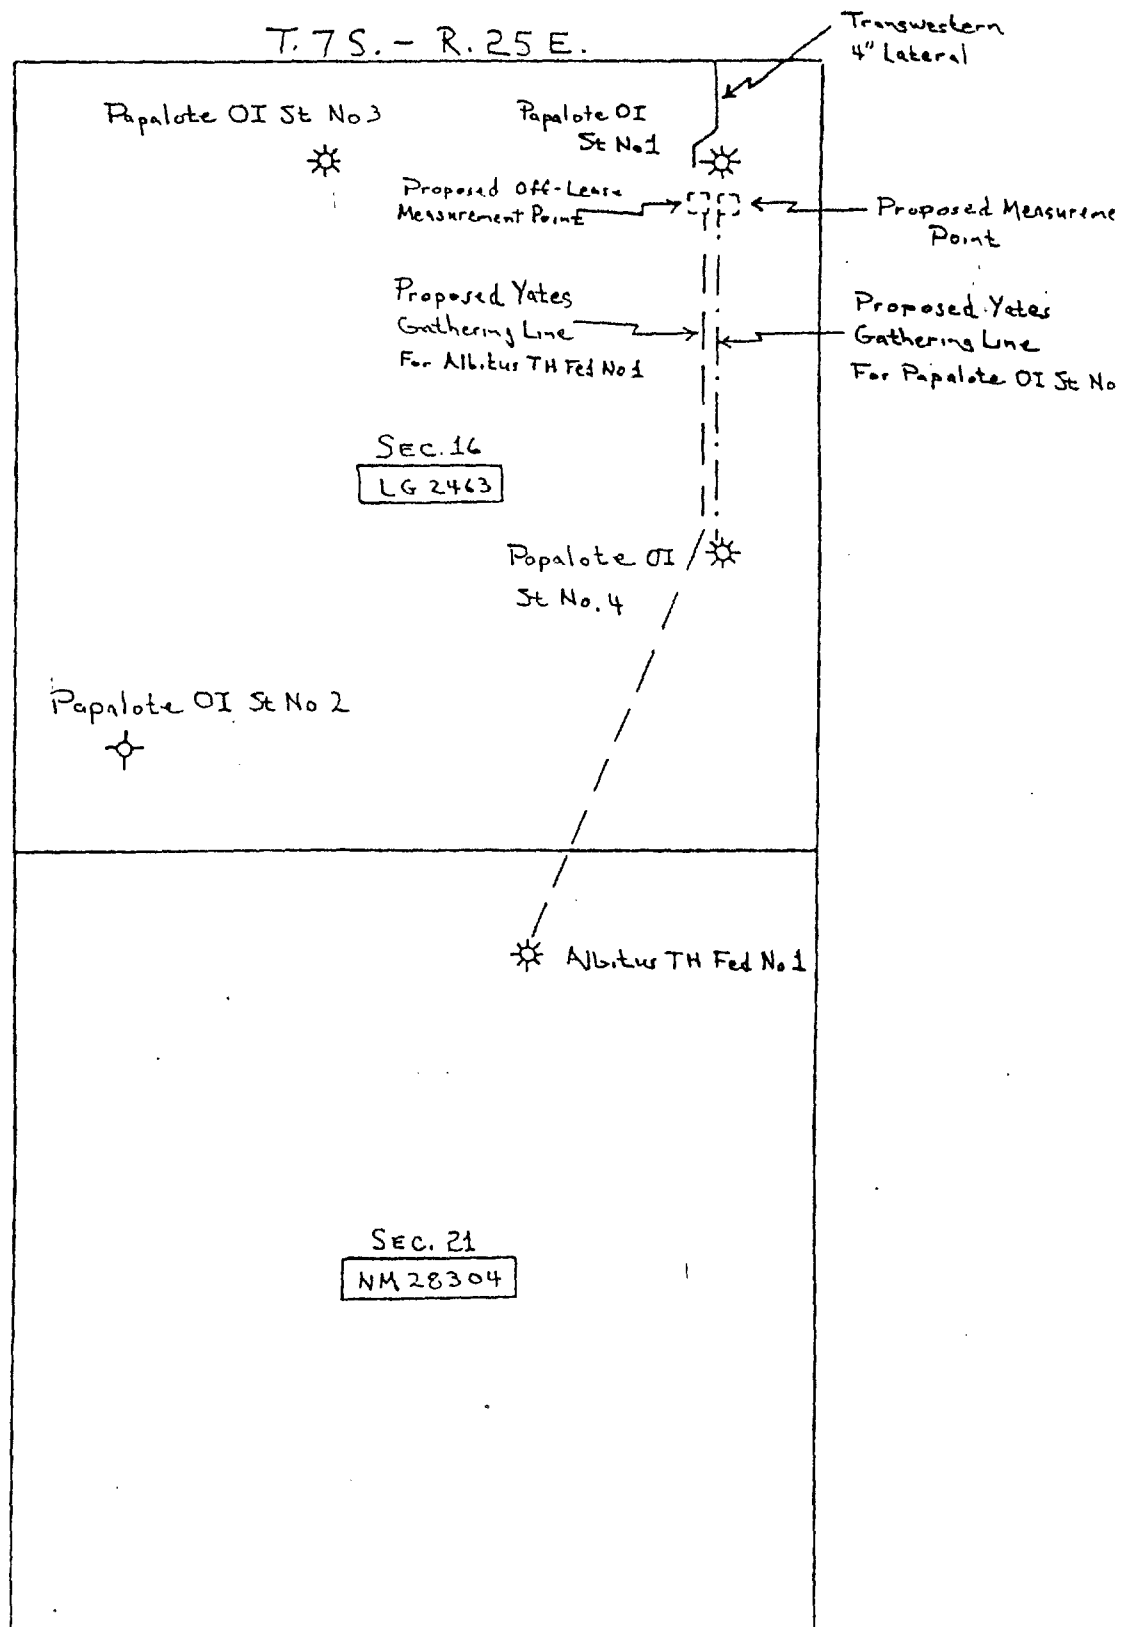 T. 7 S. - R. 25 E.
Transwestern
4" Lateral
Papalote OI St No 3
Papalote OI
St No. 1
Proposed Off-Lease
Measurement Point
Proposed Measureme
Point
Proposed Yates
Gathering Line
For Albitus TH Fed No 1
Proposed Yates
Gathering Line
For Papalote OI St No
SEC. 16
LG 2463
Popalote OI
St No. 4
Papalote OI St No 2
Albitus TH Fed No 1
SEC. 21
NM 28304